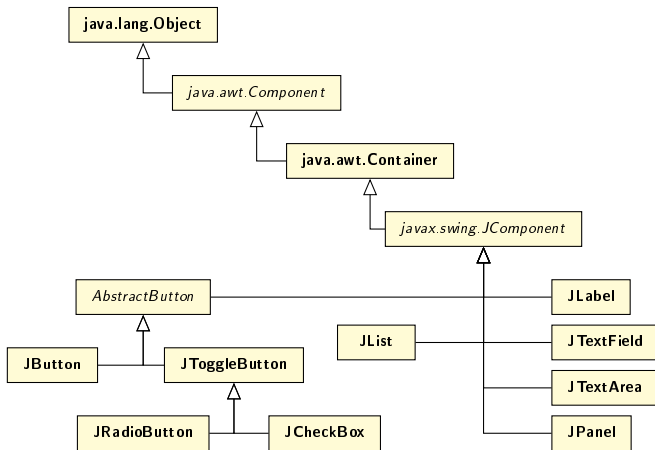 java.lang.Object
java.awt.Component
java.awt.Container
javax.swing.JComponent
AbstractButton
JLabel
JList
JTextField
JButton
JToggleButton
JTextArea
JRadioButton
JCheckBox
JPanel